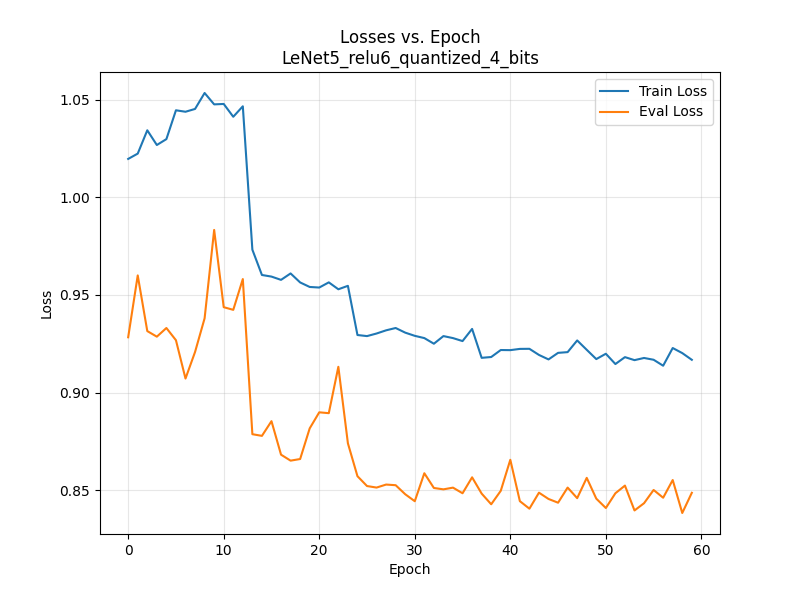 Losses vs. Epoch
LeNet5_relu6_quantized_4_bits
Train Loss
Eval Loss
1.05
1.00
0.95
0.90
0.85
Loss
0
10
20
30
40
50
60
Epoch